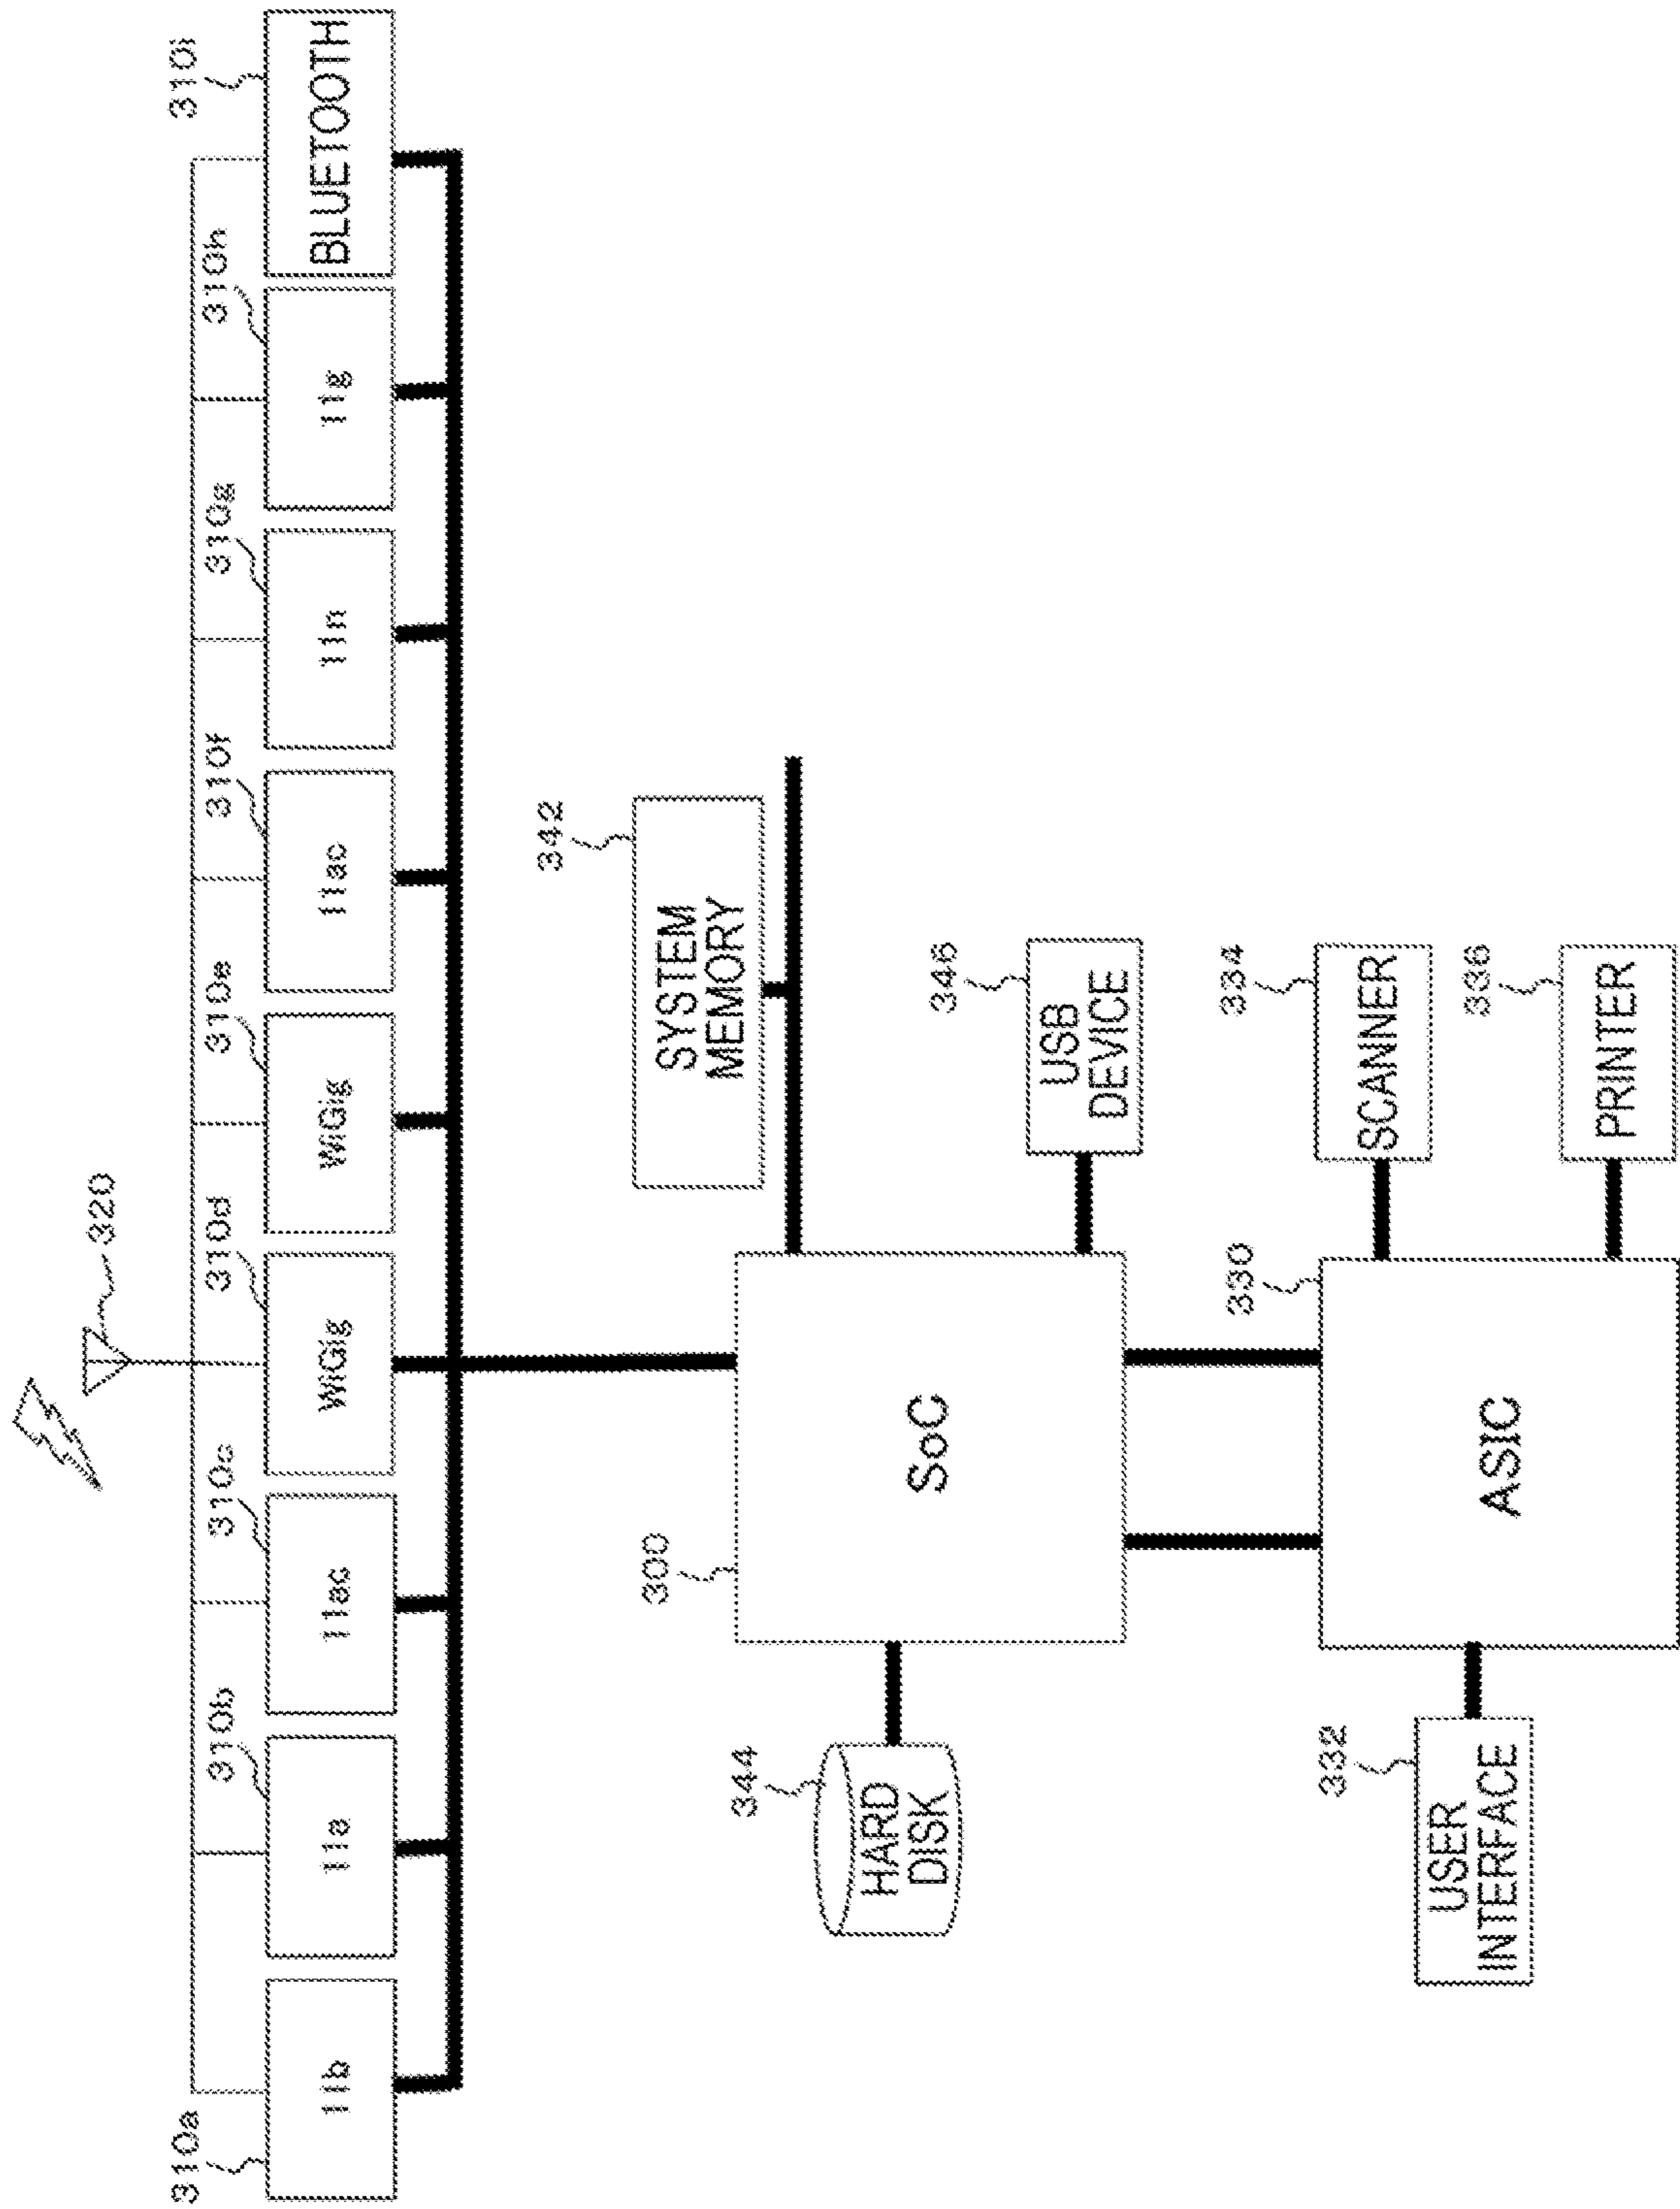 320
310a
310b
310c
310d
310e
310f
310g
310h
310i
11b
11a
11ac
WiGig
WiGig
11ac
11n
11g
BLUETOOTH
342
SYSTEM
MEMORY
300
SoC
344
HARD
DISK
346
USB
DEVICE
330
ASIC
332
USER
INTERFACE
334
SCANNER
336
PRINTER